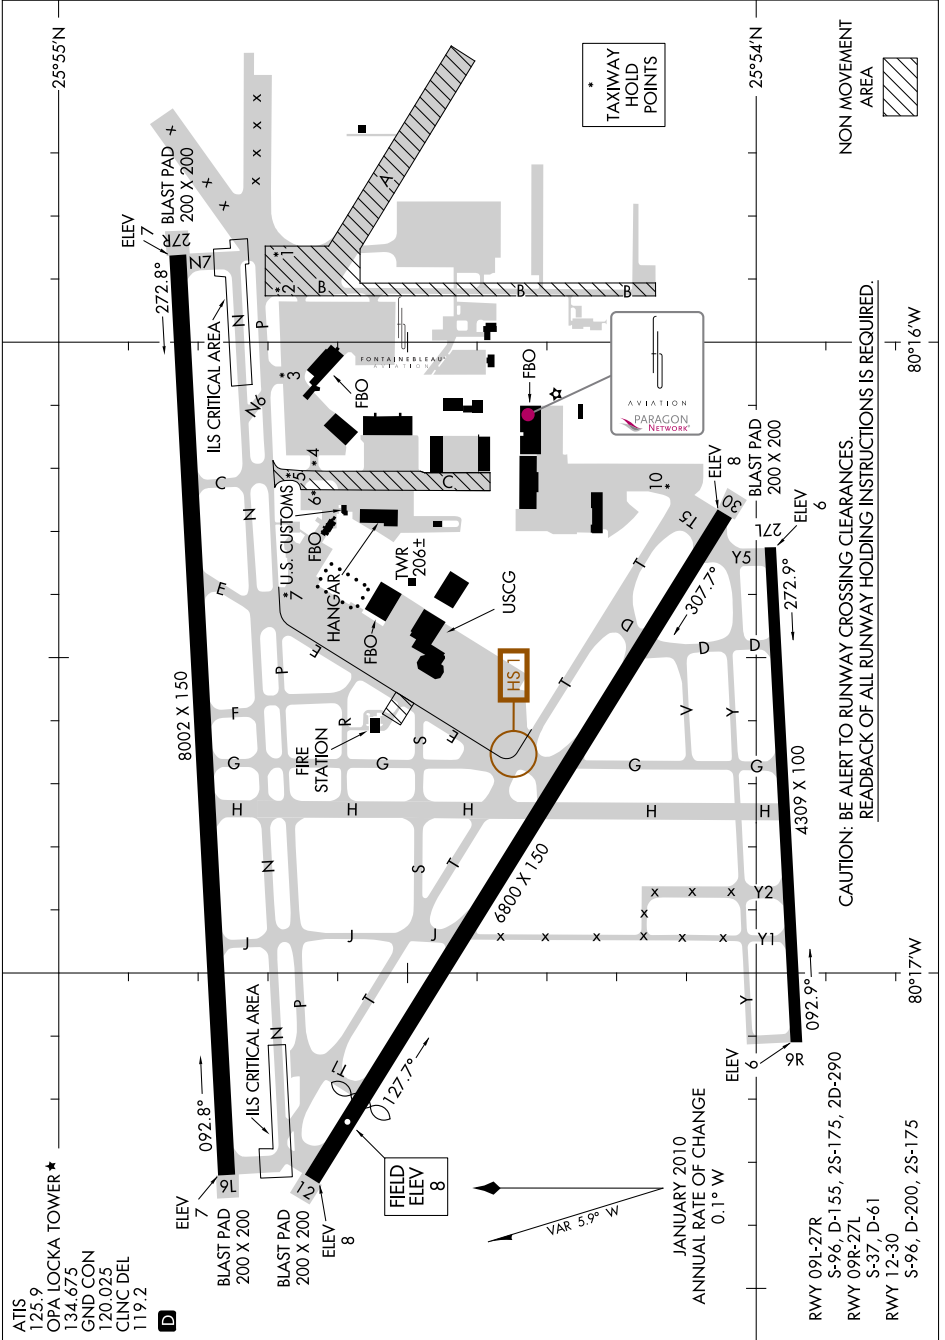 ATIS
125.9
OPA LOCKA TOWER★
134.675
GND CON
120.025
CLNC DEL
119.2
D
25°55'N
25°54'N
80°16'W
80°17'W
NON MOVEMENT
AREA
*
TAXIWAY
HOLD
POINTS
ELEV
7
BLAST PAD
200 X 200
27R
272.8°
N7
ILS CRITICAL AREA
N
P
N6
C
N
E
P
E
F
G
8002 X 150
H
N
J
P
N
ILS CRITICAL AREA
092.8°
ELEV
7
9L
BLAST PAD
200 X 200
BLAST PAD
200 X 200
12
ELEV
8
FIELD
ELEV
8
127.7°
T1
T
J
J
H
H
S
T
G
S
E
R
FIRE
STATION
HS 1
6800 X 150
A
*1
*2
B
B
B
*3
*4
*5
6*
*7
10*
FONTAINEBLEAU
AVIATION
FBO
FBO
C
U.S. CUSTOMS
FBO
HANGAR
FBO
TWR
206±
USCG
AVIATION
PARAGON
NETWORK
T
T
D
T5
30
ELEV
8
BLAST PAD
200 X 200
307.7°
27L
ELEV
6
Y5
272.9°
D
D
V
Y
G
G
H
H
4309 X 100
x x x x
x x x
x x x x x x
x
Y2
Y1
Y
092.9°
ELEV
6
9R
CAUTION: BE ALERT TO RUNWAY CROSSING CLEARANCES.
READBACK OF ALL RUNWAY HOLDING INSTRUCTIONS IS REQUIRED.
VAR 5.9° W
JANUARY 2010
ANNUAL RATE OF CHANGE
0.1° W
RWY 09L-27R
S-96, D-155, 2S-175, 2D-290
RWY 09R-27L
S-37, D-61
RWY 12-30
S-96, D-200, 2S-175